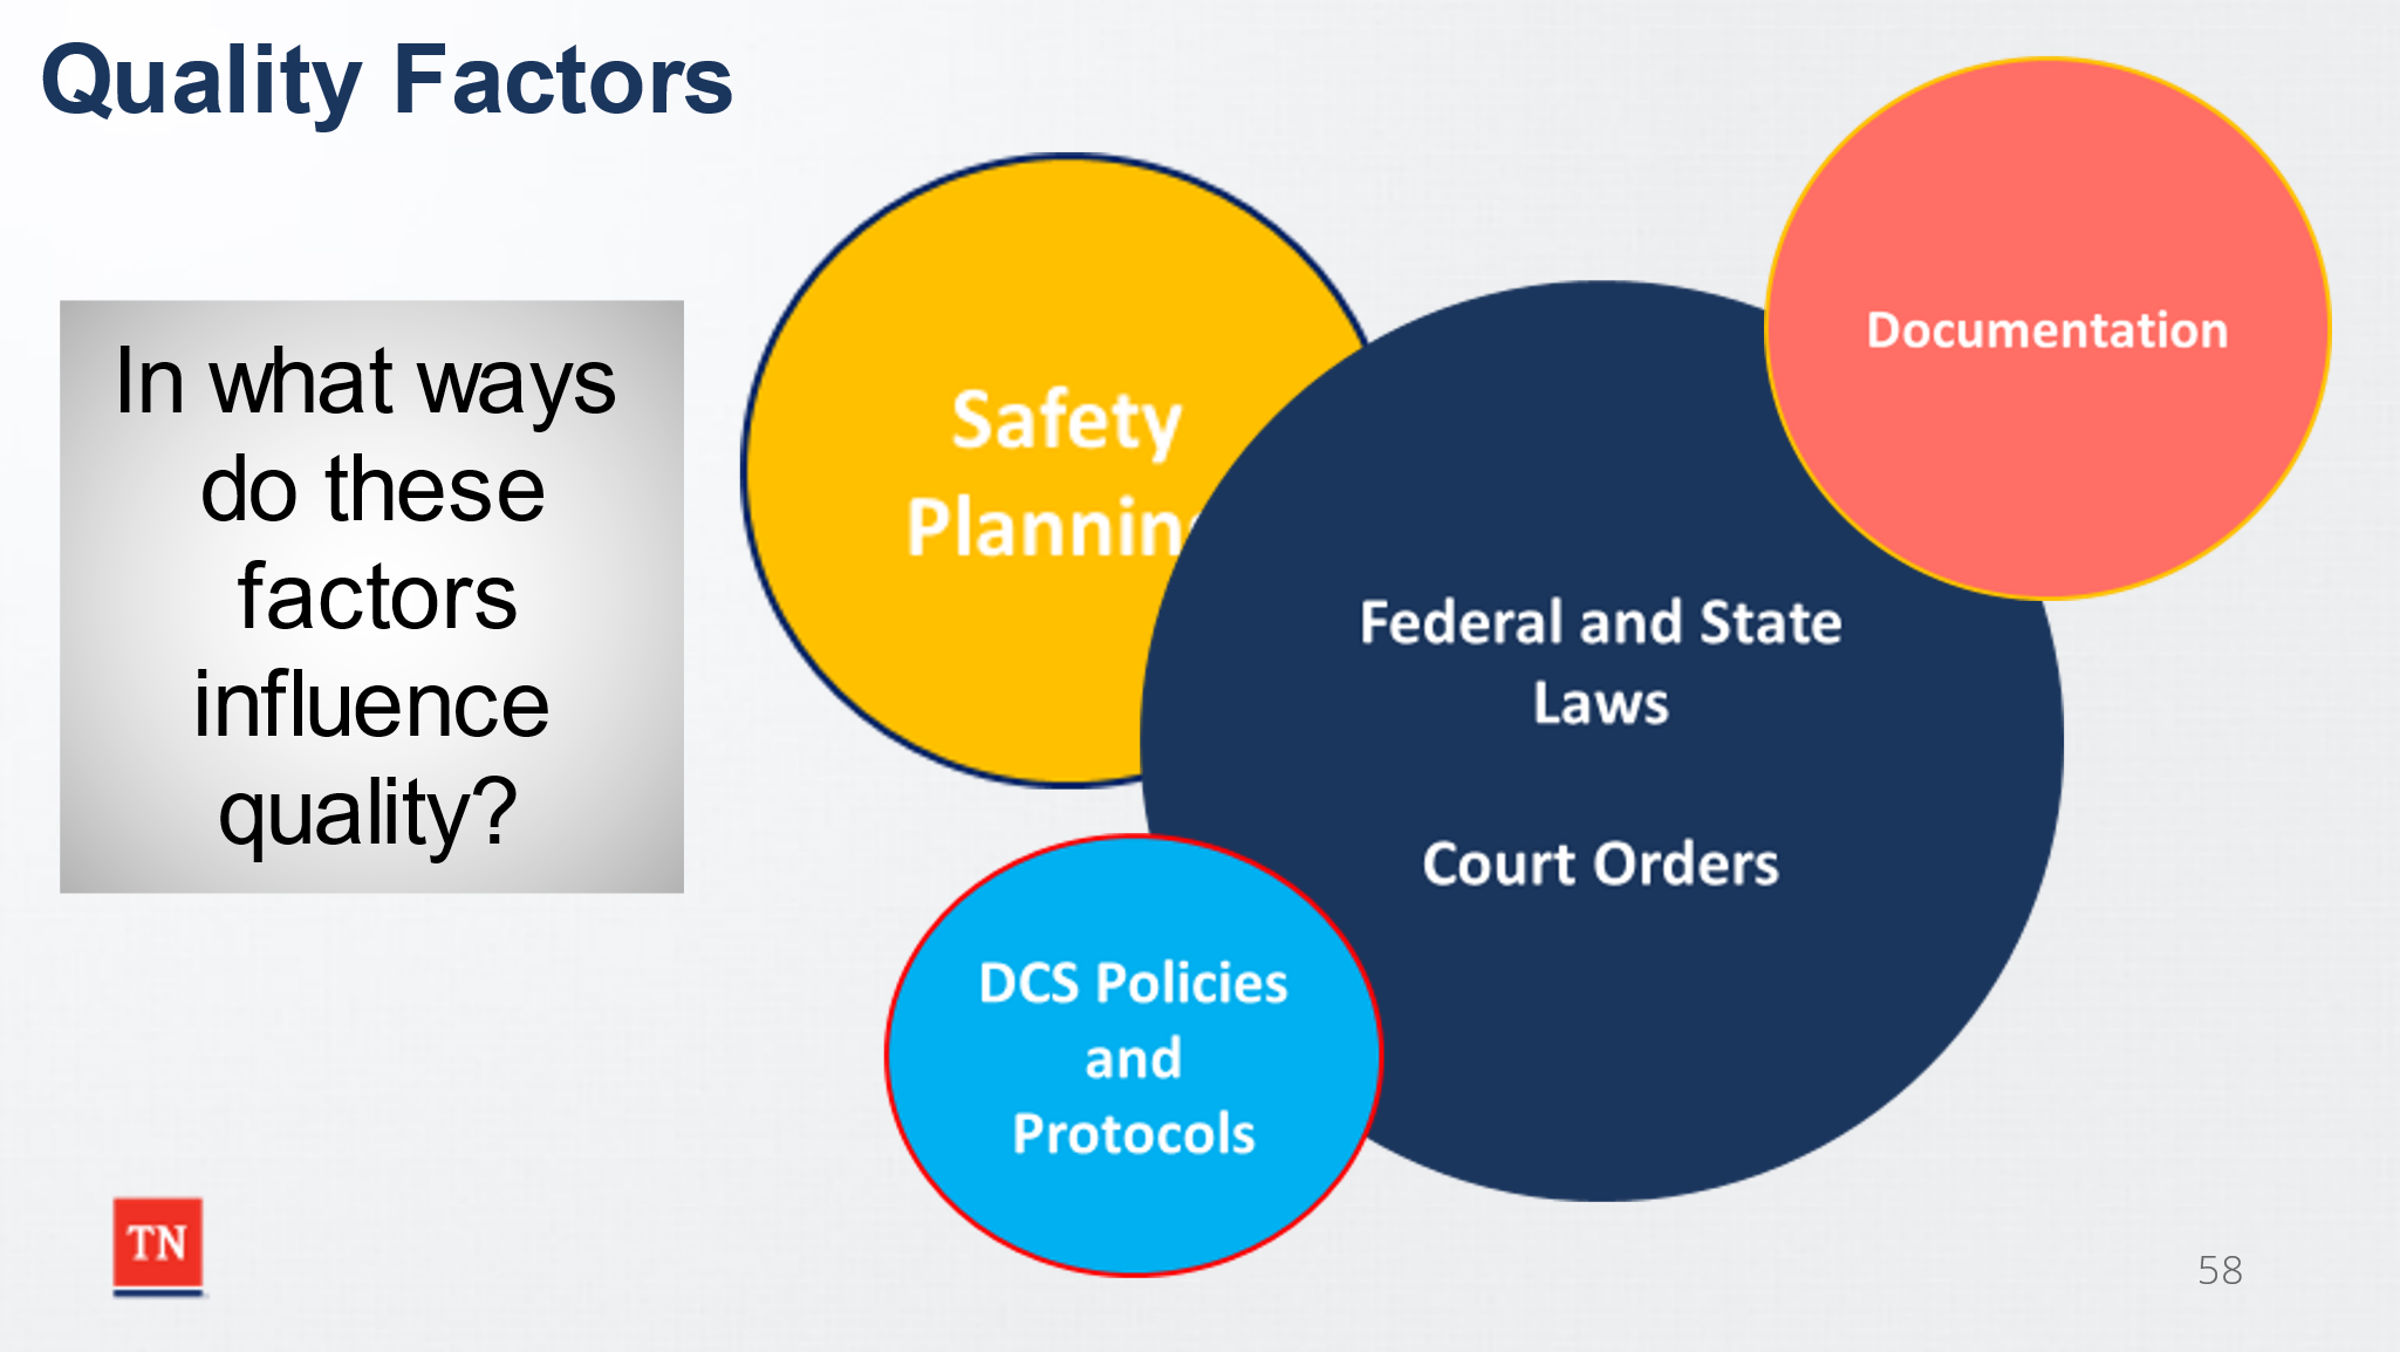 Quality Factors
In what ways
do these
factors
influence
quality?
Safety
Plannin
Documentation
Federal and State
Laws
Court Orders
DCS Policies
and
Protocols
TN
58